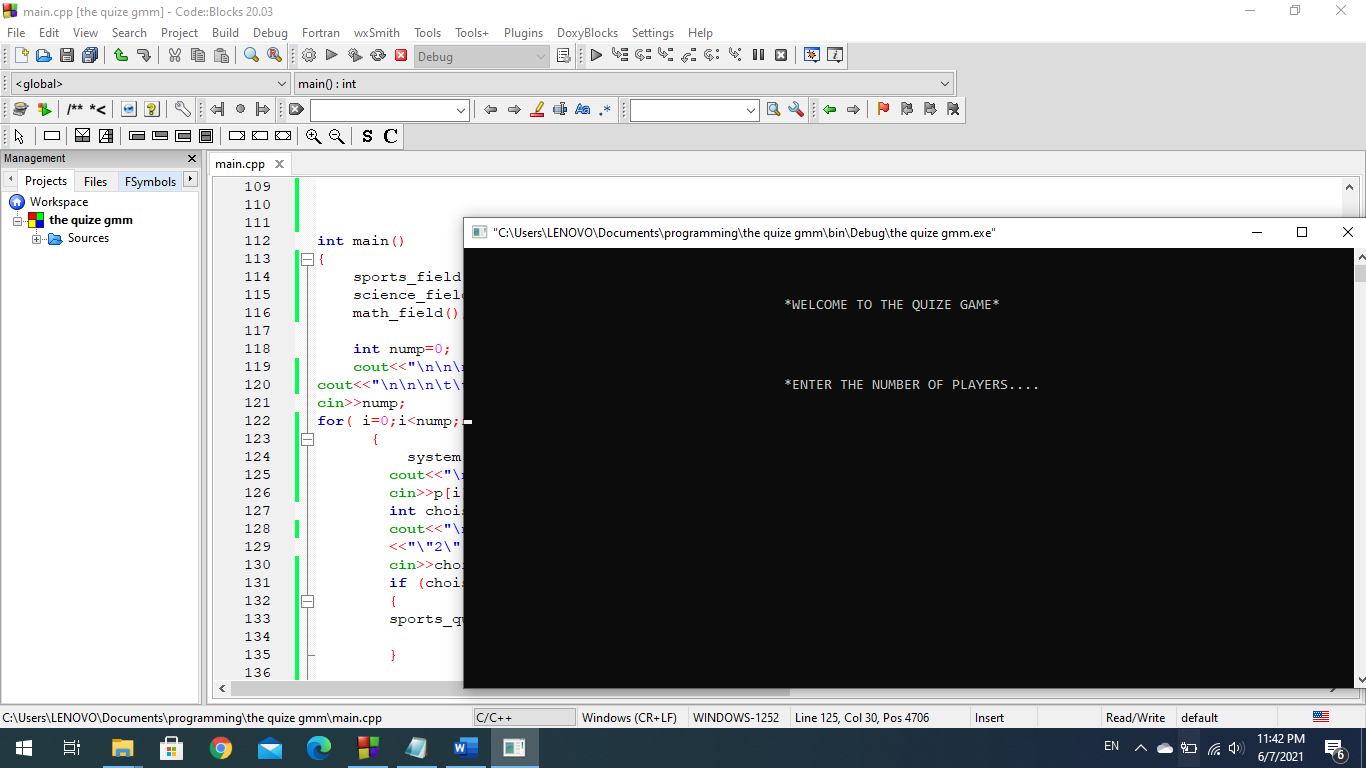 main.cpp [the quize gmm] - Code::Blocks 20.03
File Edit View Search Project Build Debug Fortran wxSmith Tools Tools+ Plugins DoxyBlocks Settings Help
Debug
<global> main() : int
/** *<
Aa .*
S C
Management
Projects Files FSymbols
Workspace
the quize gmm
Sources
main.cpp
109
110
111
112 int main()
113 {
114 sports_field
115 science_field
116 math_field()
117
118 int nump=0;
119 cout<<"\n\n\
120 cout<<"\n\n\n\t\
121 cin>>nump;
122 for( i=0;i<nump;
123 {
124 system
125 cout<<"\
126 cin>>p[i
127 int chois
128 cout<<"\
129 <<"\"2\"
130 cin>>choi
131 if (chois
132 {
133 sports_qu
134
135 }
136
"C:\Users\LENOVO\Documents\programming\the quize gmm\bin\Debug\the quize gmm.exe"
*WELCOME TO THE QUIZE GAME*
*ENTER THE NUMBER OF PLAYERS....
C:\Users\LENOVO\Documents\programming\the quize gmm\main.cpp C/C++ Windows (CR+LF) WINDOWS-1252 Line 125, Col 30, Pos 4706 Insert Read/Write default
EN 11:42 PM
6/7/2021
6